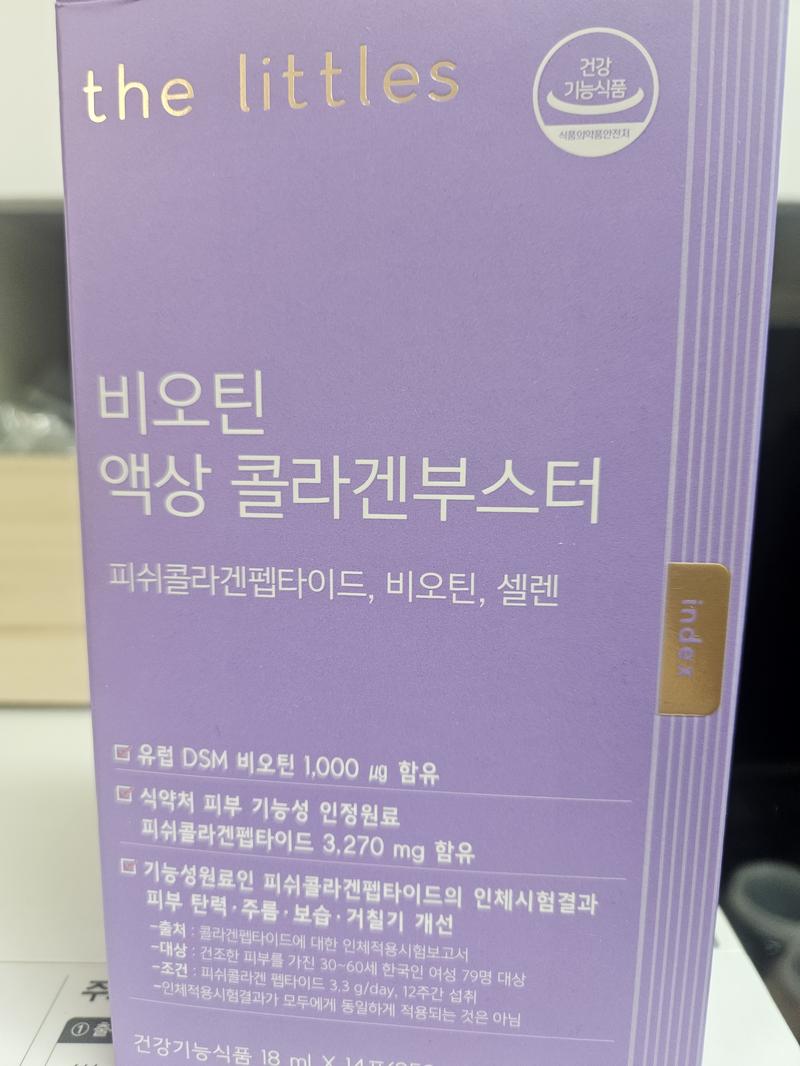 the littles
건강
기능식품
식품의약품안전처
비오틴
액상 콜라겐부스터
피쉬콜라겐펩타이드, 비오틴, 셀렌
index
유럽 DSM 비오틴 1,000 ㎍ 함유
식약처 피부 기능성 인정원료
피쉬콜라겐펩타이드 3,270 mg 함유
기능성원료인 피쉬콜라겐펩타이드의 인체시험결과
피부 탄력·주름·보습·거칠기 개선
-출처 : 콜라겐펩타이드에 대한 인체적용시험보고서
-대상 : 건조한 피부를 가진 30~60세 한국인 여성 79명 대상
-조건 : 피쉬콜라겐 펩타이드 3.3 g/day, 12주간 섭취
-인체적용시험결과가 모두에게 동일하게 적용되는 것은 아님
건강기능식품 18 ml X 14포
① 출